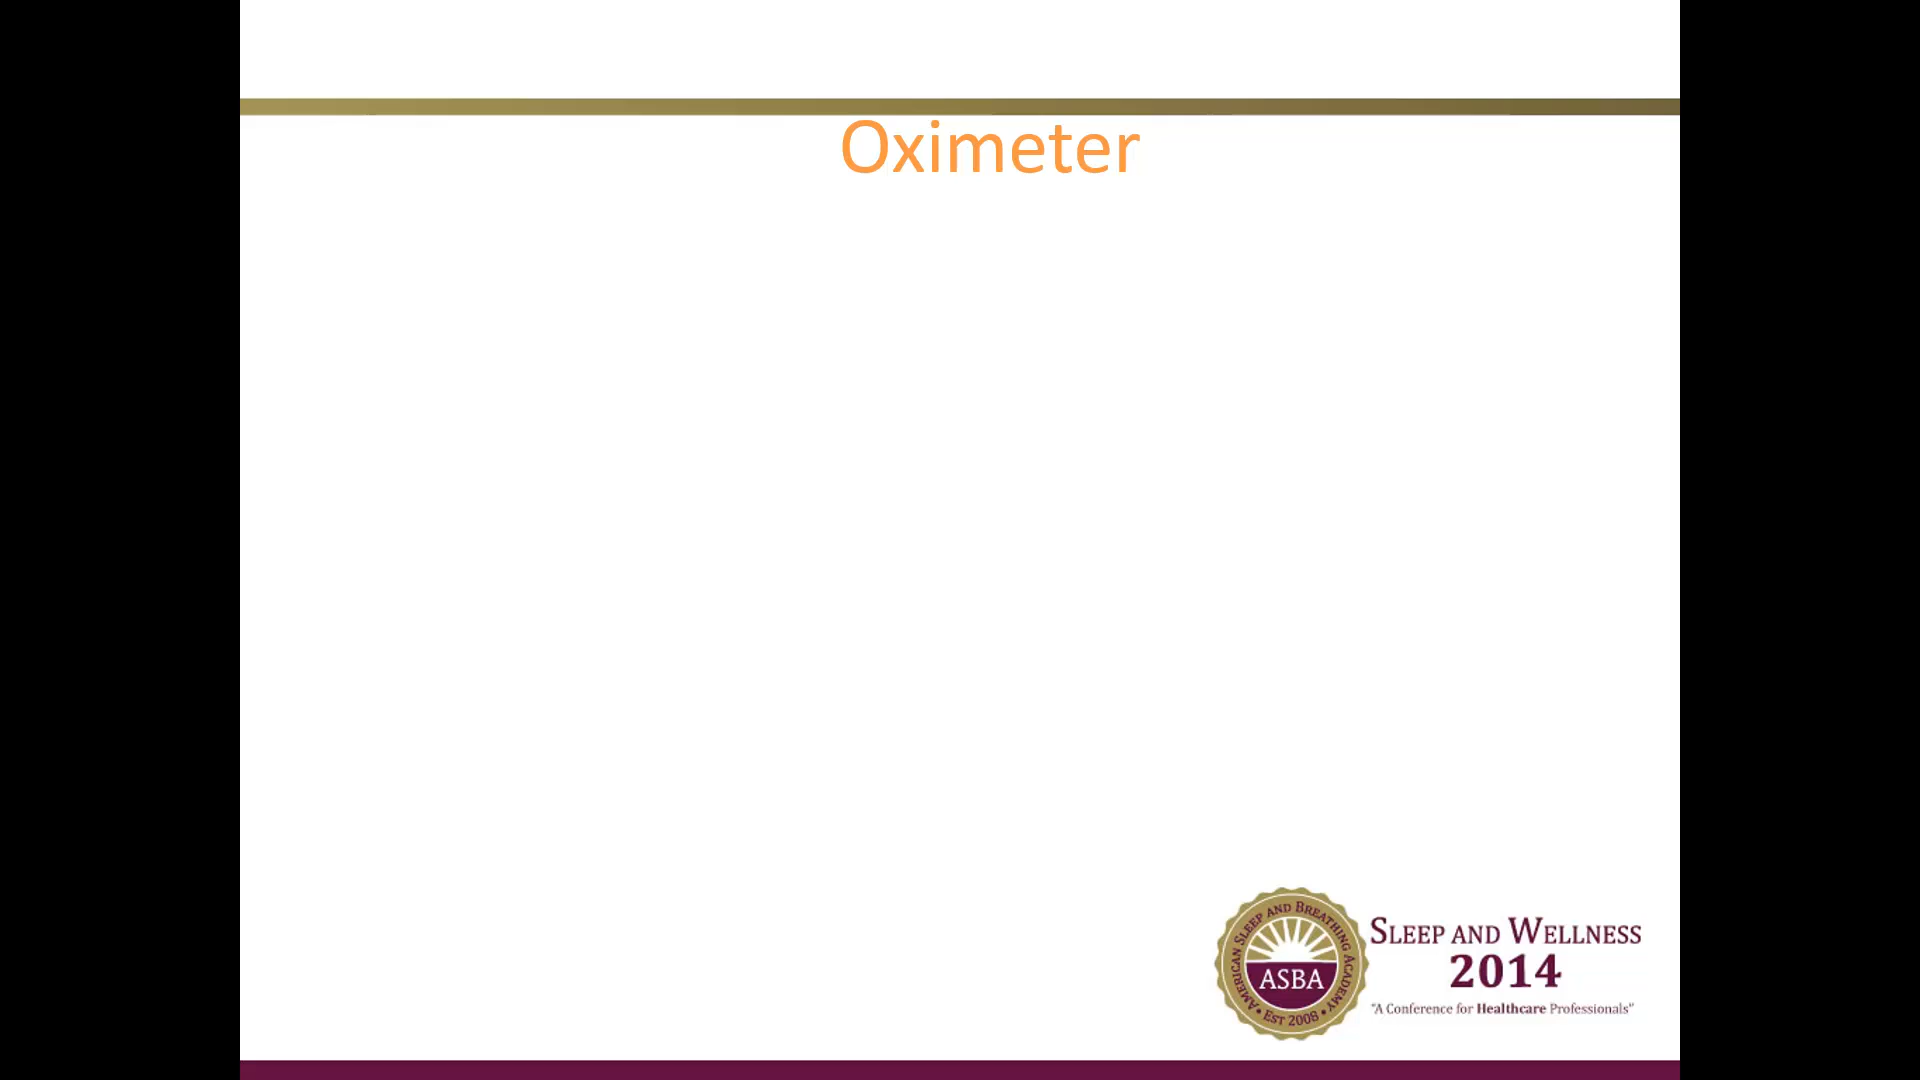 Oximeter
AMERICAN SLEEP AND BREATHING ACADEMY
ASBA
• EST 2008 •
SLEEP AND WELLNESS
2014
"A Conference for Healthcare Professionals"